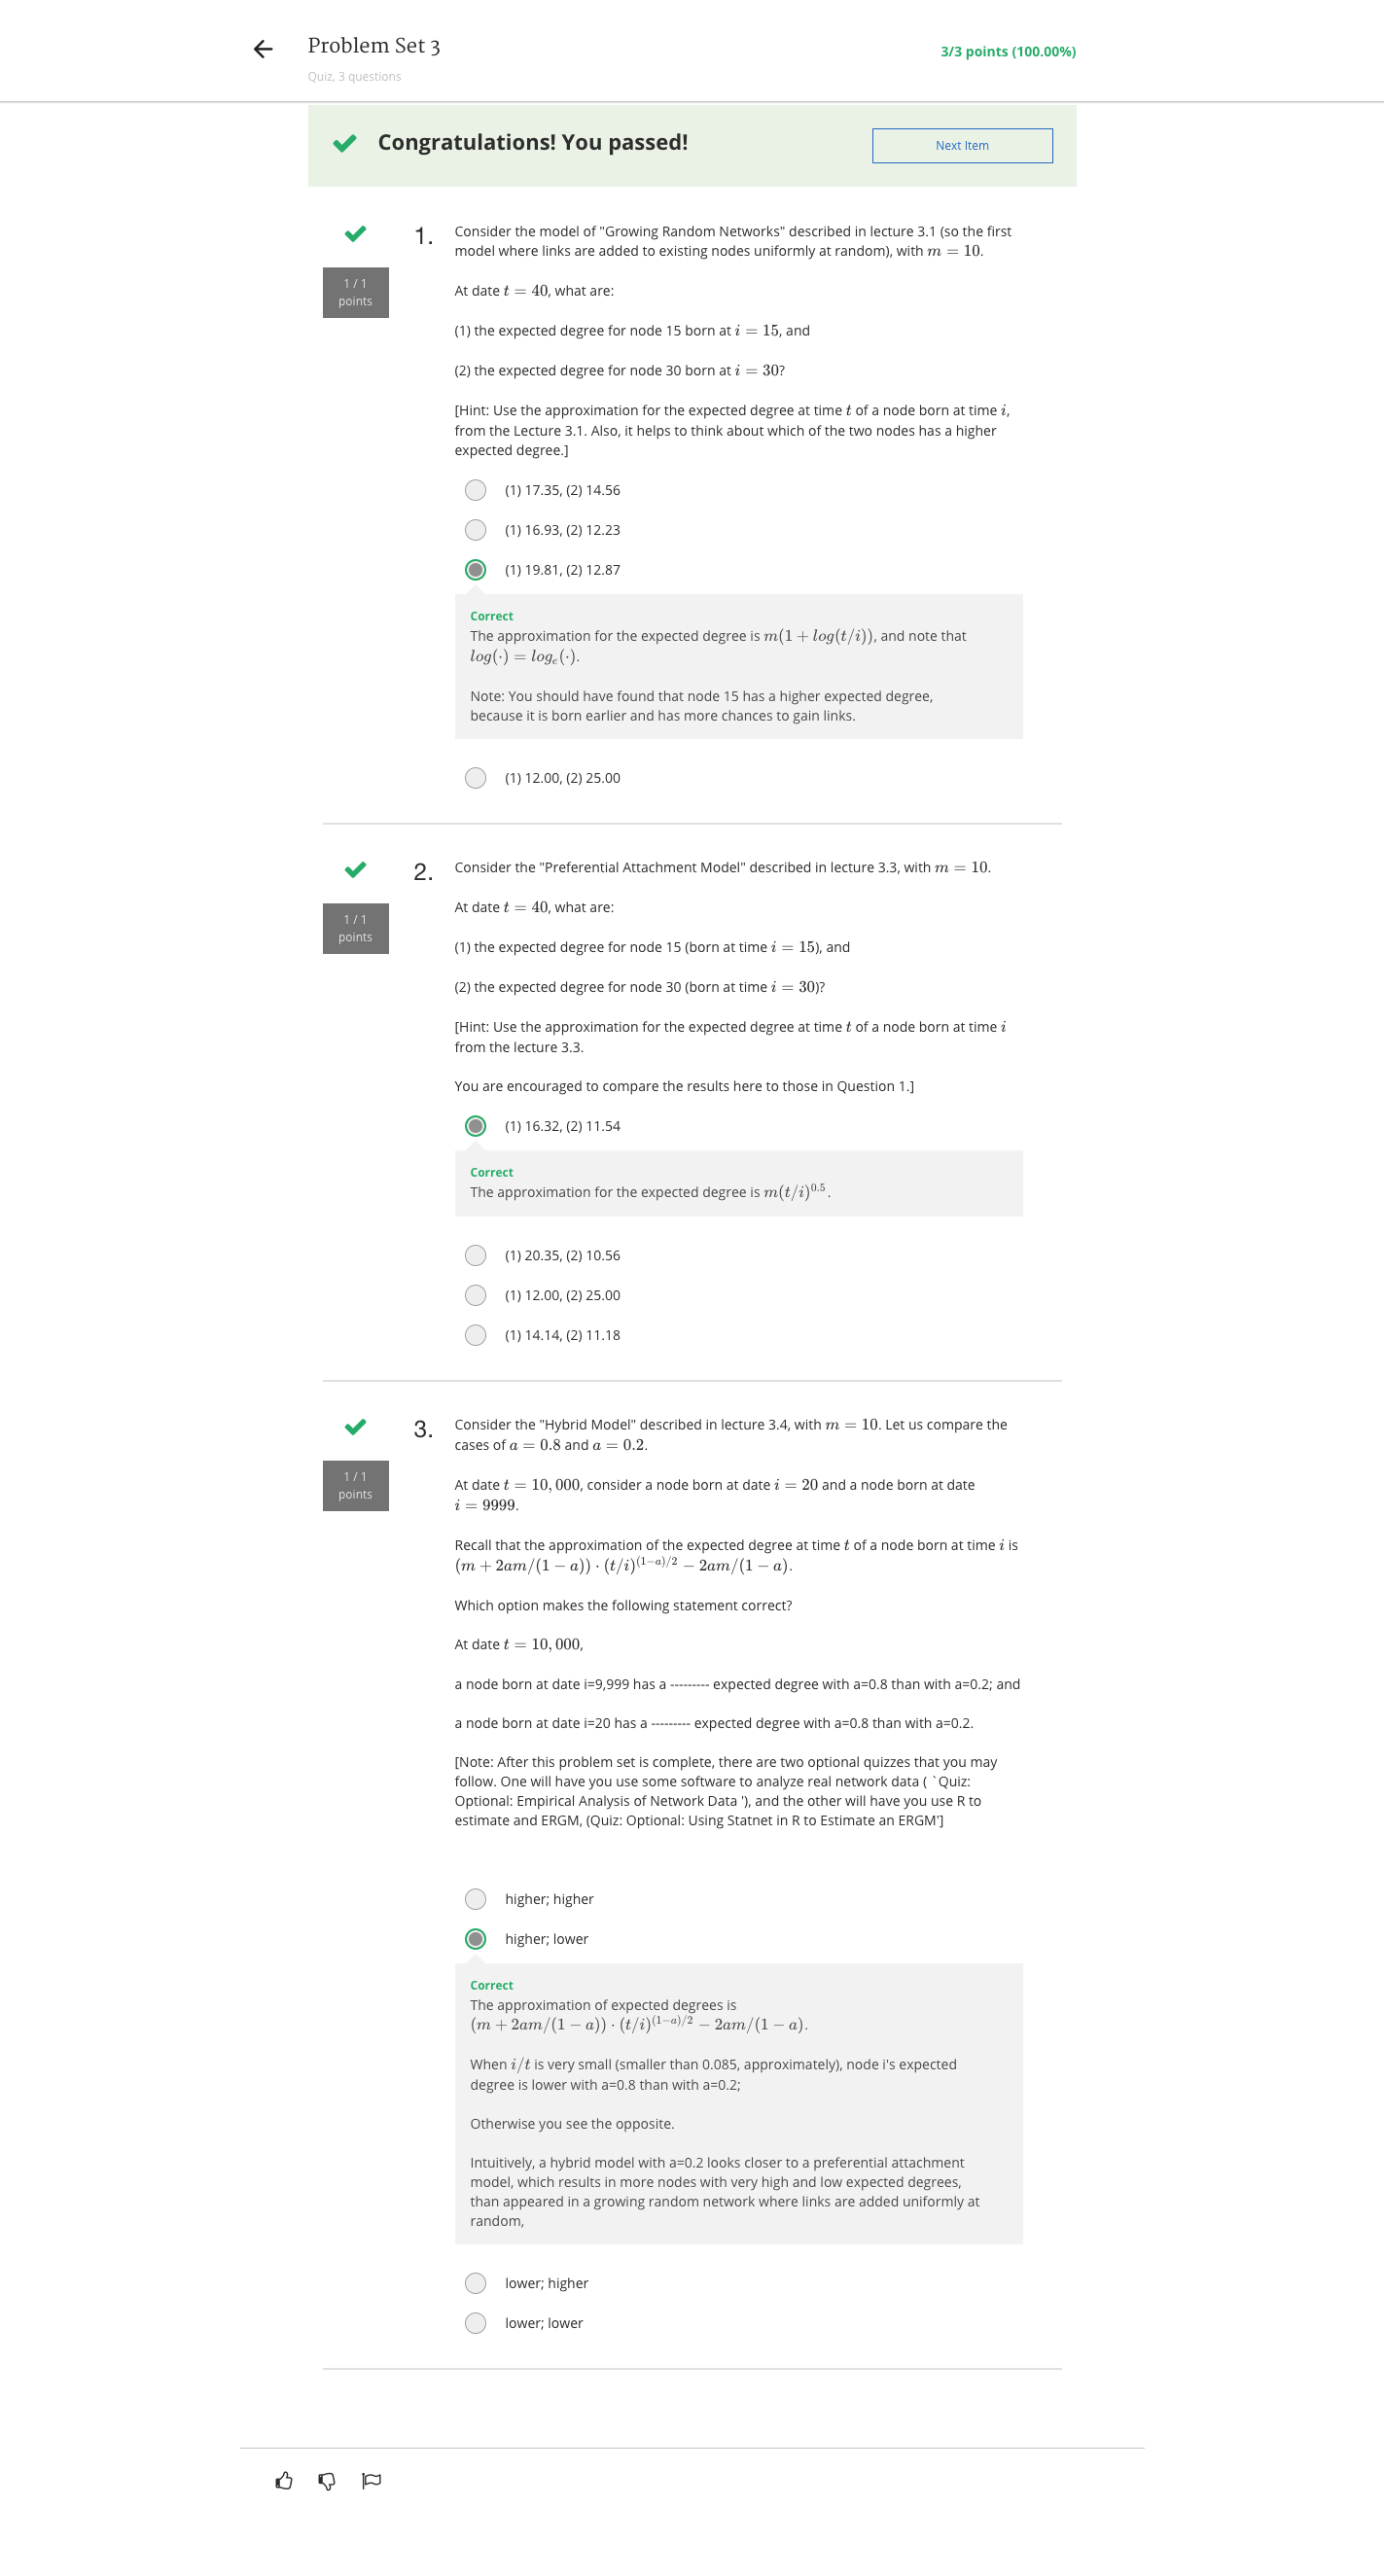 Problem Set 3
3/3 points (100.00%)
Quiz, 3 questions
Congratulations! You passed!
Next Item
1 / 1
points
1.
Consider the model of "Growing Random Networks" described in lecture 3.1 (so the first
model where links are added to existing nodes uniformly at random), with m = 10.
At date t = 40, what are:
(1) the expected degree for node 15 born at i = 15, and
(2) the expected degree for node 30 born at i = 30?
[Hint: Use the approximation for the expected degree at time t of a node born at time i,
from the Lecture 3.1. Also, it helps to think about which of the two nodes has a higher
expected degree.]
(1) 17.35, (2) 14.56
(1) 16.93, (2) 12.23
(1) 19.81, (2) 12.87
Correct
The approximation for the expected degree is m(1 + log(t/i)), and note that
log(·) = logₑ(·).
Note: You should have found that node 15 has a higher expected degree,
because it is born earlier and has more chances to gain links.
(1) 12.00, (2) 25.00
1 / 1
points
2.
Consider the "Preferential Attachment Model" described in lecture 3.3, with m = 10.
At date t = 40, what are:
(1) the expected degree for node 15 (born at time i = 15), and
(2) the expected degree for node 30 (born at time i = 30)?
[Hint: Use the approximation for the expected degree at time t of a node born at time i
from the lecture 3.3.
You are encouraged to compare the results here to those in Question 1.]
(1) 16.32, (2) 11.54
Correct
The approximation for the expected degree is m(t/i)^0.5.
(1) 20.35, (2) 10.56
(1) 12.00, (2) 25.00
(1) 14.14, (2) 11.18
1 / 1
points
3.
Consider the "Hybrid Model" described in lecture 3.4, with m = 10. Let us compare the
cases of a = 0.8 and a = 0.2.
At date t = 10, 000, consider a node born at date i = 20 and a node born at date
i = 9999.
Recall that the approximation of the expected degree at time t of a node born at time i is
(m + 2am/(1 − a)) · (t/i)^(1−a)/2 − 2am/(1 − a).
Which option makes the following statement correct?
At date t = 10, 000,
a node born at date i=9,999 has a --------- expected degree with a=0.8 than with a=0.2; and
a node born at date i=20 has a --------- expected degree with a=0.8 than with a=0.2.
[Note: After this problem set is complete, there are two optional quizzes that you may
follow. One will have you use some software to analyze real network data ( `Quiz:
Optional: Empirical Analysis of Network Data '), and the other will have you use R to
estimate and ERGM, (Quiz: Optional: Using Statnet in R to Estimate an ERGM']
higher; higher
higher; lower
Correct
The approximation of expected degrees is
(m + 2am/(1 − a)) · (t/i)^(1−a)/2 − 2am/(1 − a).
When i/t is very small (smaller than 0.085, approximately), node i's expected
degree is lower with a=0.8 than with a=0.2;
Otherwise you see the opposite.
Intuitively, a hybrid model with a=0.2 looks closer to a preferential attachment
model, which results in more nodes with very high and low expected degrees,
than appeared in a growing random network where links are added uniformly at
random,
lower; higher
lower; lower